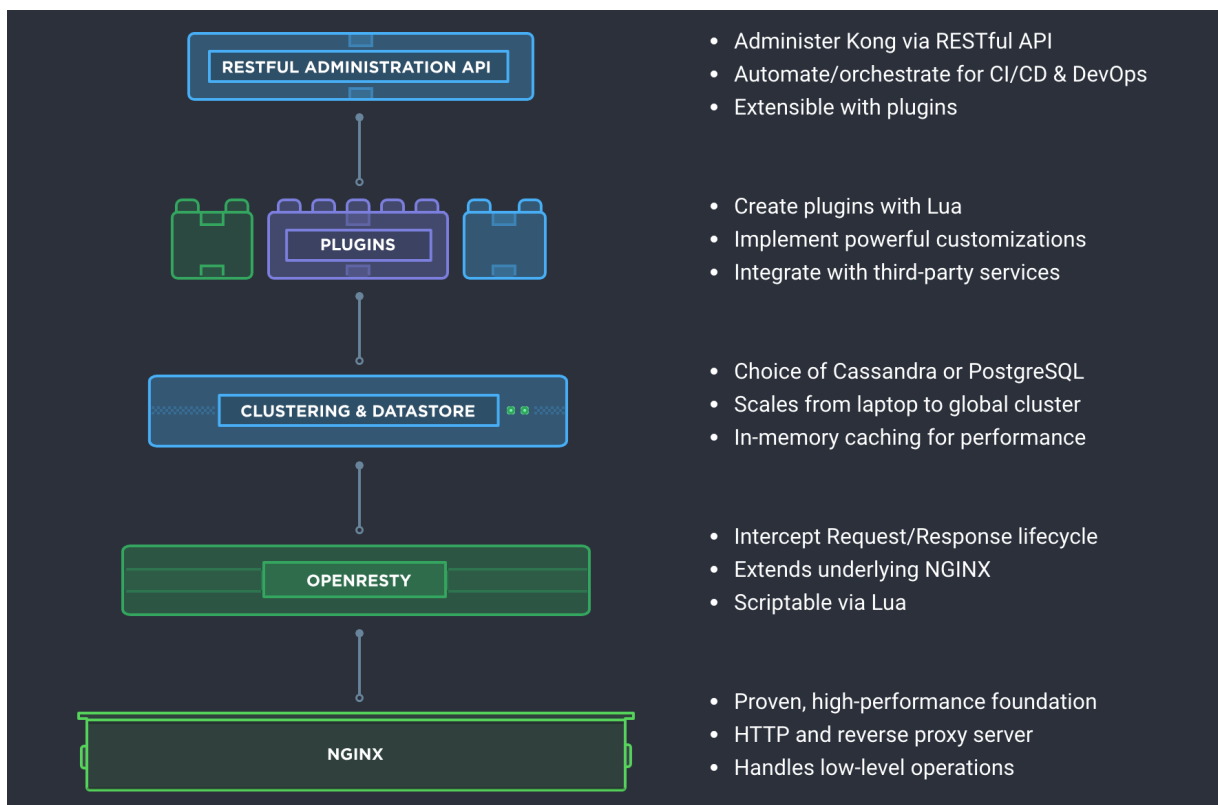 RESTFUL ADMINISTRATION API
• Administer Kong via RESTful API
• Automate/orchestrate for CI/CD & DevOps
• Extensible with plugins
PLUGINS
• Create plugins with Lua
• Implement powerful customizations
• Integrate with third-party services
CLUSTERING & DATASTORE
• Choice of Cassandra or PostgreSQL
• Scales from laptop to global cluster
• In-memory caching for performance
OPENRESTY
• Intercept Request/Response lifecycle
• Extends underlying NGINX
• Scriptable via Lua
NGINX
• Proven, high-performance foundation
• HTTP and reverse proxy server
• Handles low-level operations